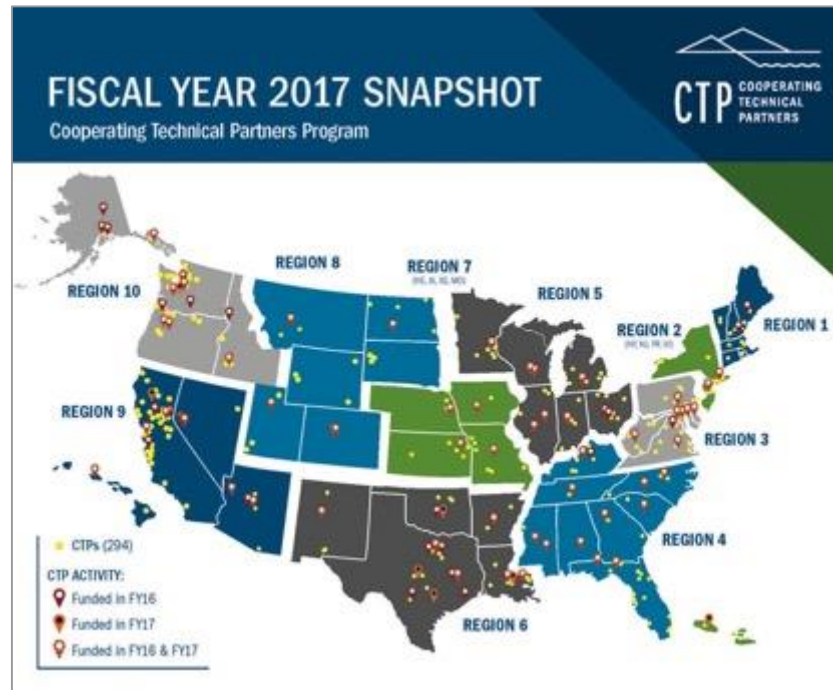 FISCAL YEAR 2017 SNAPSHOT
Cooperating Technical Partners Program
CTP COOPERATING
TECHNICAL
PARTNERS
REGION 8
REGION 7
REGION 5
REGION 10
REGION 2
REGION 1
REGION 9
REGION 3
REGION 4
REGION 6
CTPs (294)
CTP ACTIVITY:
Funded in FY16
Funded in FY17
Funded in FY16 & FY17